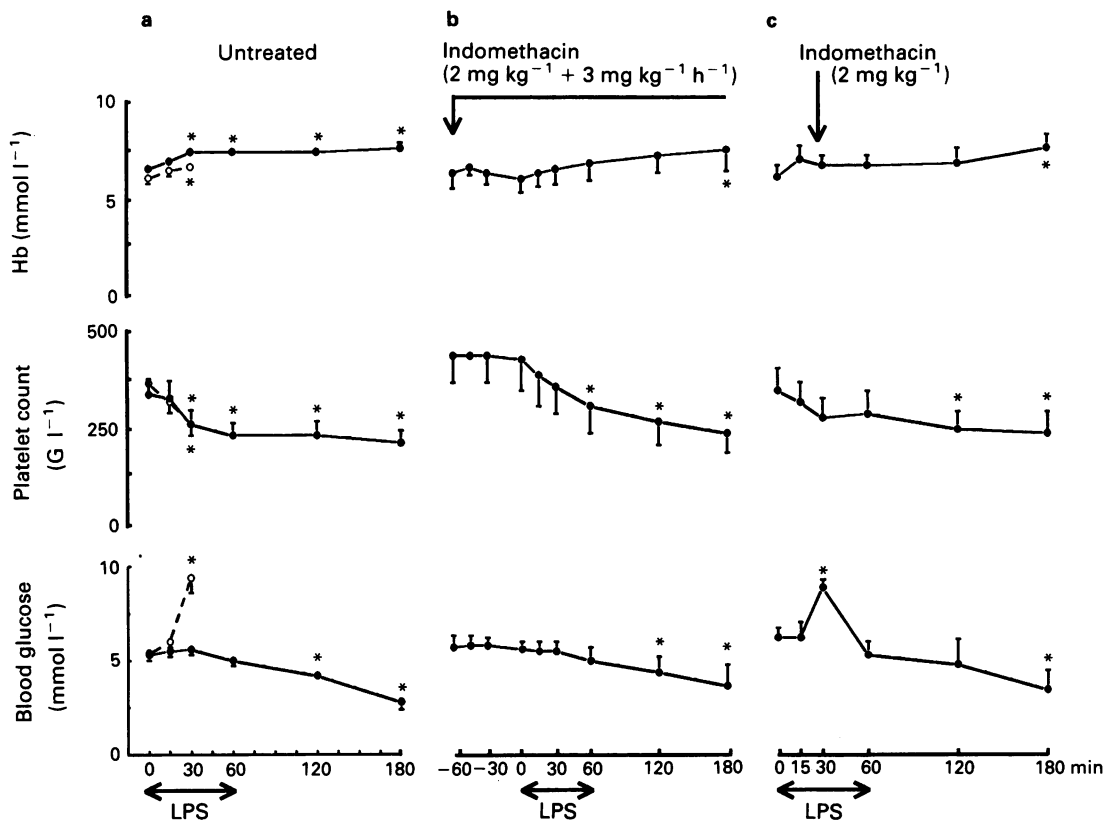 a
Untreated
b
Indomethacin
(2 mg kg⁻¹ + 3 mg kg⁻¹ h⁻¹)
c
Indomethacin
(2 mg kg⁻¹)
Hb (mmol l⁻¹)
10
5
0
* * * *
*
*
*
Platelet count
(G l⁻¹)
500
250
0
* * * *
*
* * *
* *
Blood glucose
(mmol l⁻¹)
10
5
0
*
* *
* *
*
*
0 30 60 120 180
LPS
−60 −30 0 30 60 120 180
LPS
0 15 30 60 120 180 min
LPS